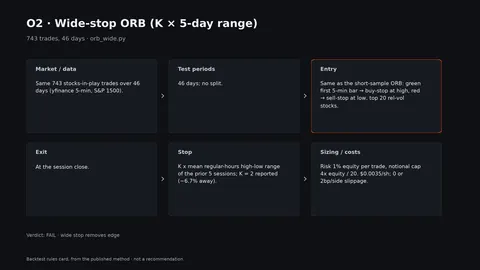 O2 · Wide-stop ORB (K × 5-day range)
743 trades, 46 days · orb_wide.py
Market / data
Same 743 stocks-in-play trades over 46
days (yfinance 5-min, S&P 1500).
Test periods
46 days; no split.
Entry
Same as the short-sample ORB: green
first 5-min bar → buy-stop at high, red
→ sell-stop at low, top 20 rel-vol
stocks.
Exit
At the session close.
Stop
K x mean regular-hours high-low range
of the prior 5 sessions; K = 2 reported
(~6.7% away).
Sizing / costs
Risk 1% equity per trade, notional cap
4x equity / 20. $0.0035/sh; 0 or
2bp/side slippage.
Verdict: FAIL · wide stop removes edge
Backtest rules card, from the published method · not a recommendation.